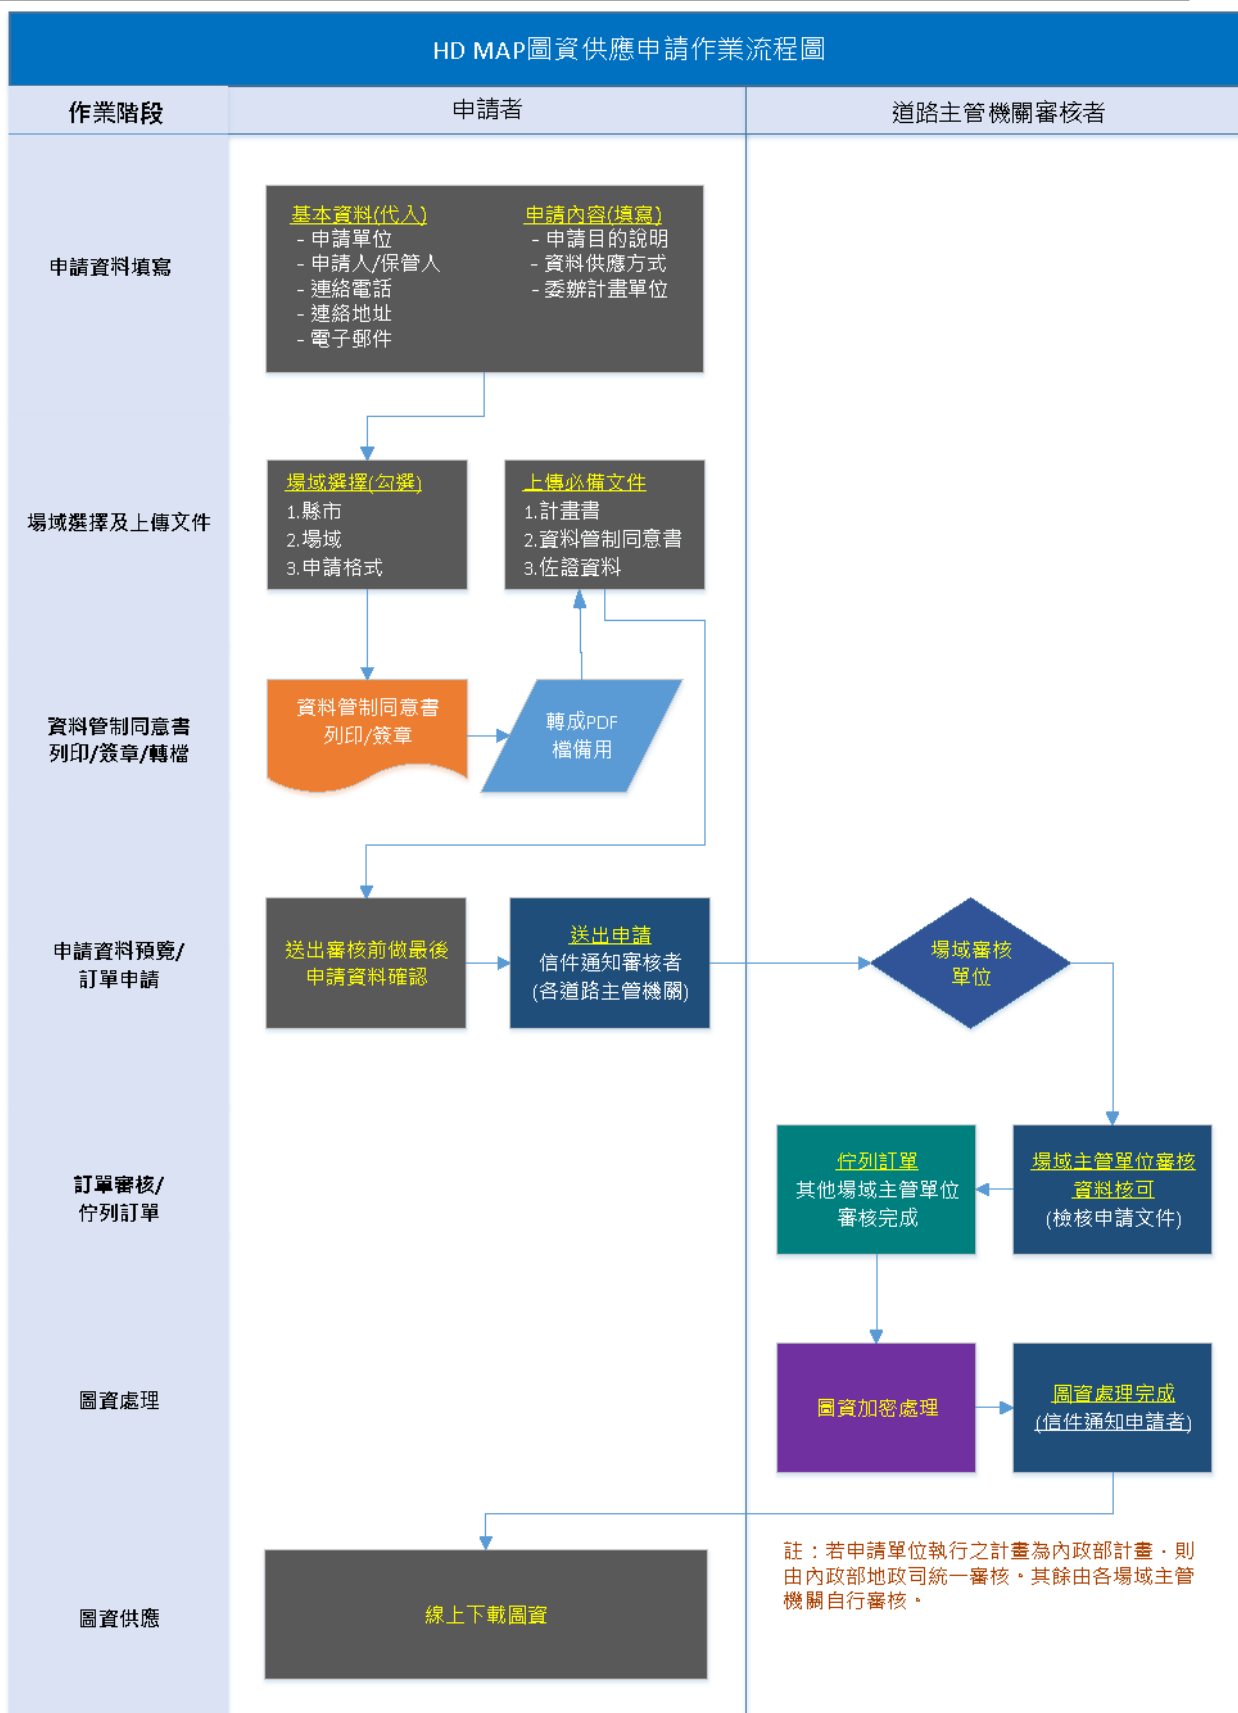 HD MAP圖資供應申請作業流程圖
作業階段
申請者
道路主管機關審核者
申請資料填寫
基本資料(代入)
- 申請單位
- 申請人/保管人
- 連絡電話
- 連絡地址
- 電子郵件
申請內容(填寫)
- 申請目的說明
- 資料供應方式
- 委辦計畫單位
場域選擇及上傳文件
場域選擇(勾選)
1.縣市
2.場域
3.申請格式
上傳必備文件
1.計畫書
2.資料管制同意書
3.佐證資料
資料管制同意書
列印/簽章/轉檔
資料管制同意書
列印/簽章
轉成PDF
檔備用
申請資料預覽/
訂單申請
送出審核前做最後
申請資料確認
送出申請
信件通知審核者
(各道路主管機關)
場域審核
單位
訂單審核/
佇列訂單
佇列訂單
其他場域主管單位
審核完成
場域主管單位審核
資料核可
(檢核申請文件)
圖資處理
圖資加密處理
圖資處理完成
(信件通知申請者)
圖資供應
線上下載圖資
註：若申請單位執行之計畫為內政部計畫，則
由內政部地政司統一審核。其餘由各場域主管
機關自行審核。